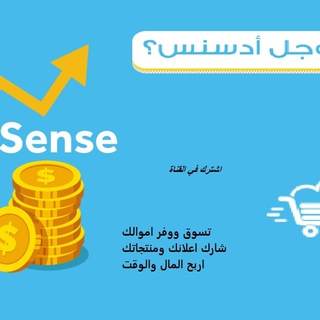 وجل أدسنس؟
Sense
اشترك في القناة
تسوق ووفر اموالك
شارك اعلانك ومنتجاتك
اربح المال والوقت